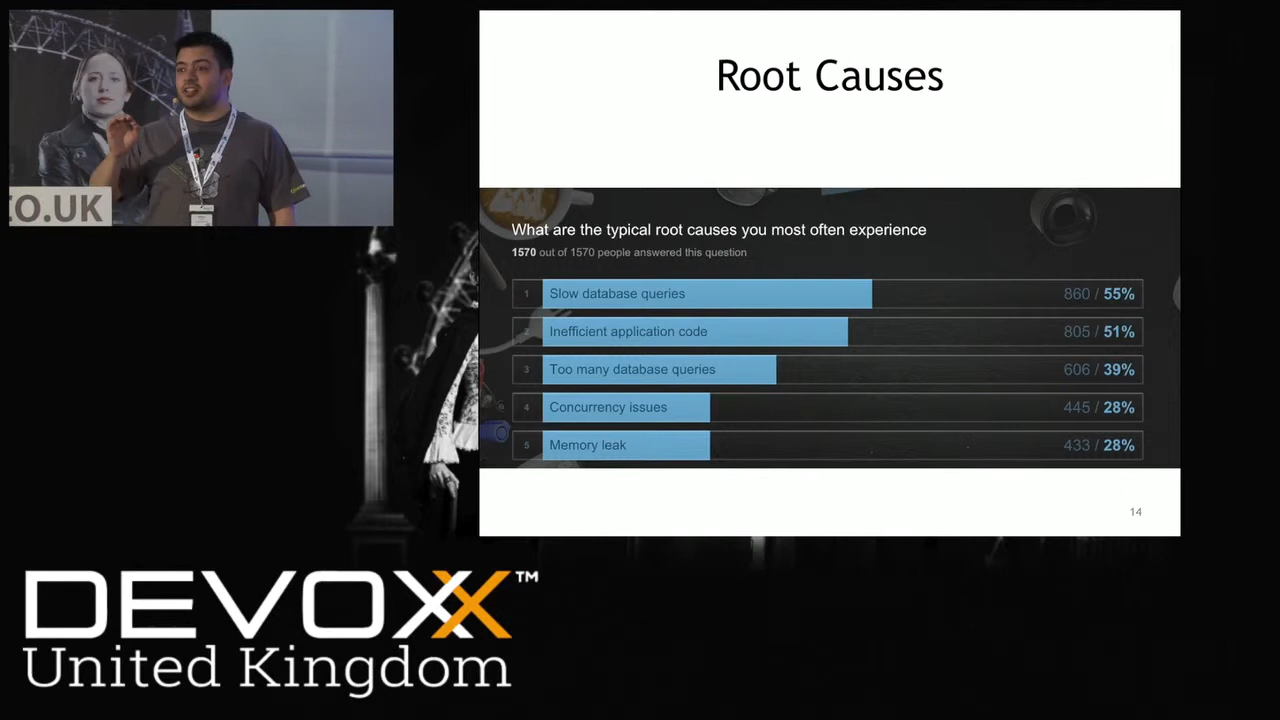 CO.UK
Root Causes
What are the typical root causes you most often experience
1570 out of 1570 people answered this question
1 Slow database queries 860 / 55%
2 Inefficient application code 805 / 51%
3 Too many database queries 606 / 39%
4 Concurrency issues 445 / 28%
5 Memory leak 433 / 28%
14
DEVOXX™
United Kingdom